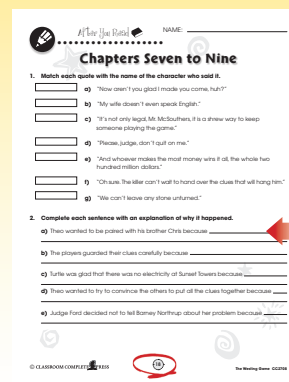 After You Read
NAME:
Chapters Seven to Nine
1. Match each quote with the name of the character who said it.
a) "Now aren't you glad I made you come, huh?"
b) "My wife doesn't even speak English."
c) "It's not only legal, Mr. McSouthers, it is a shrew way to keep
someone playing the game."
d) "Please, judge, don't quit on me."
e) "And whoever makes the most money wins it all, the whole two
hundred million dollars."
f) "Oh sure. The killer can't wait to hand over the clues that will hang him."
g) "We can't leave any stone unturned."
2. Complete each sentence with an explanation of why it happened.
a) Theo wanted to be paired with his brother Chris because
b) The players guarded their clues carefully because
c) Turtle was glad that there was no electricity at Sunset Towers because
d) Theo wanted to try to convince the others to put all the clues together because
e) Judge Ford decided not to tell Barney Northrup about her problem because
© CLASSROOM COMPLETE PRESS
18
The Westing Game CC2708